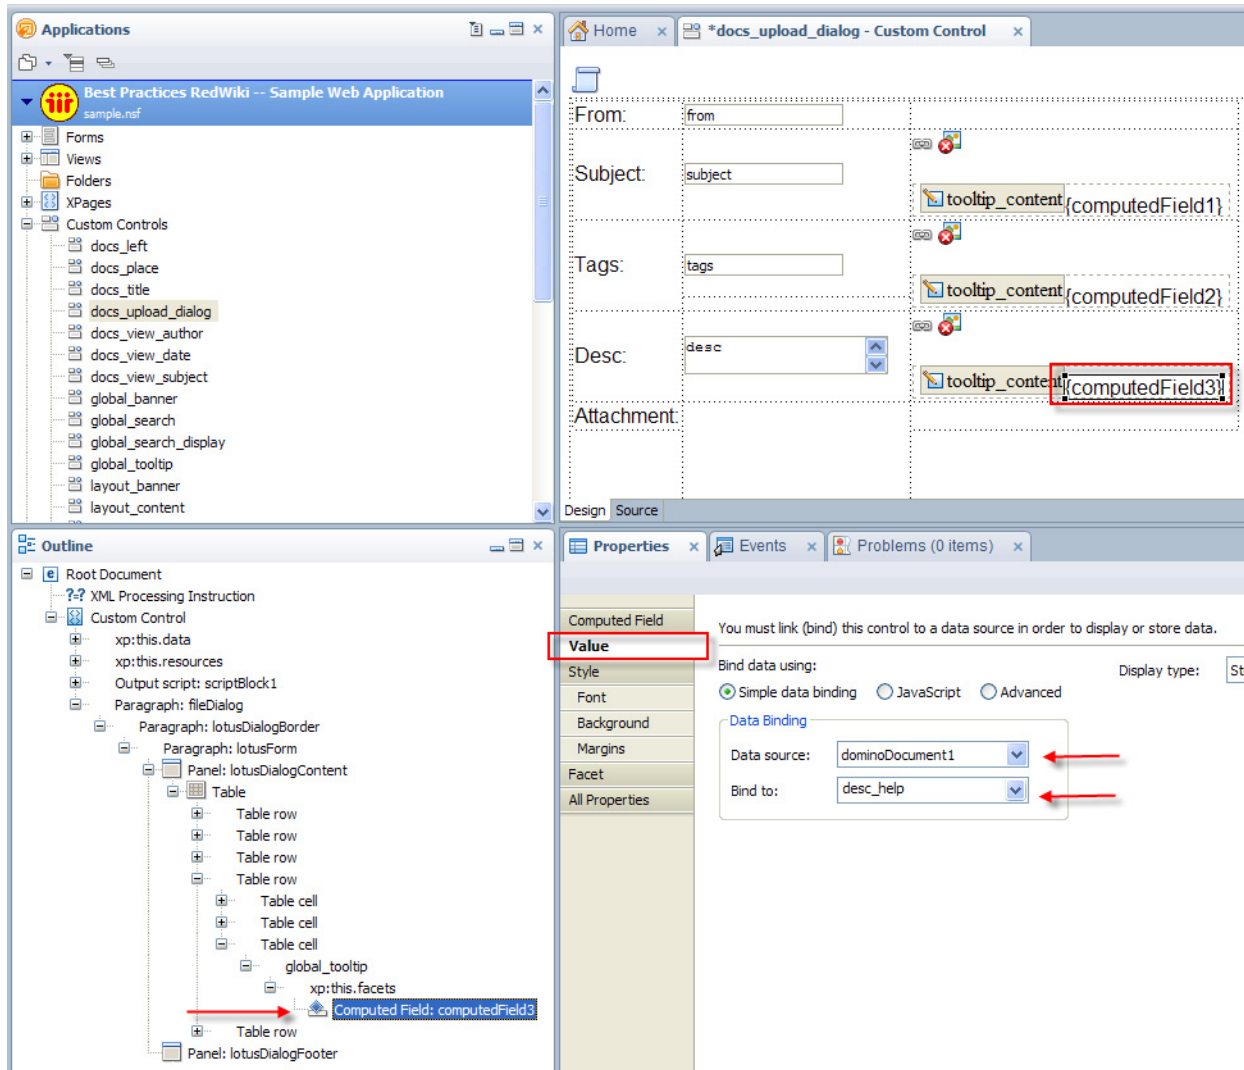 Applications
Best Practices RedWiki -- Sample Web Application
sample.nsf
Forms
Views
Folders
XPages
Custom Controls
docs_left
docs_place
docs_title
docs_upload_dialog
docs_view_author
docs_view_date
docs_view_subject
global_banner
global_search
global_search_display
global_tooltip
layout_banner
layout_content
Home
*docs_upload_dialog - Custom Control
From:
from
Subject:
subject
tooltip_content {computedField1}
Tags:
tags
tooltip_content {computedField2}
Desc:
desc
tooltip_content {computedField3}
Attachment:
Design Source
Outline
Root Document
?=? XML Processing Instruction
Custom Control
xp:this.data
xp:this.resources
Output script: scriptBlock1
Paragraph: fileDialog
Paragraph: lotusDialogBorder
Paragraph: lotusForm
Panel: lotusDialogContent
Table
Table row
Table row
Table row
Table row
Table cell
Table cell
Table cell
global_tooltip
xp:this.facets
Computed Field: computedField3
Table row
Panel: lotusDialogFooter
Properties
Events
Problems (0 items)
Computed Field
Value
Style
Font
Background
Margins
Facet
All Properties
You must link (bind) this control to a data source in order to display or store data.
Bind data using:
Display type:
St
Simple data binding
JavaScript
Advanced
Data Binding
Data source:
dominoDocument1
Bind to:
desc_help